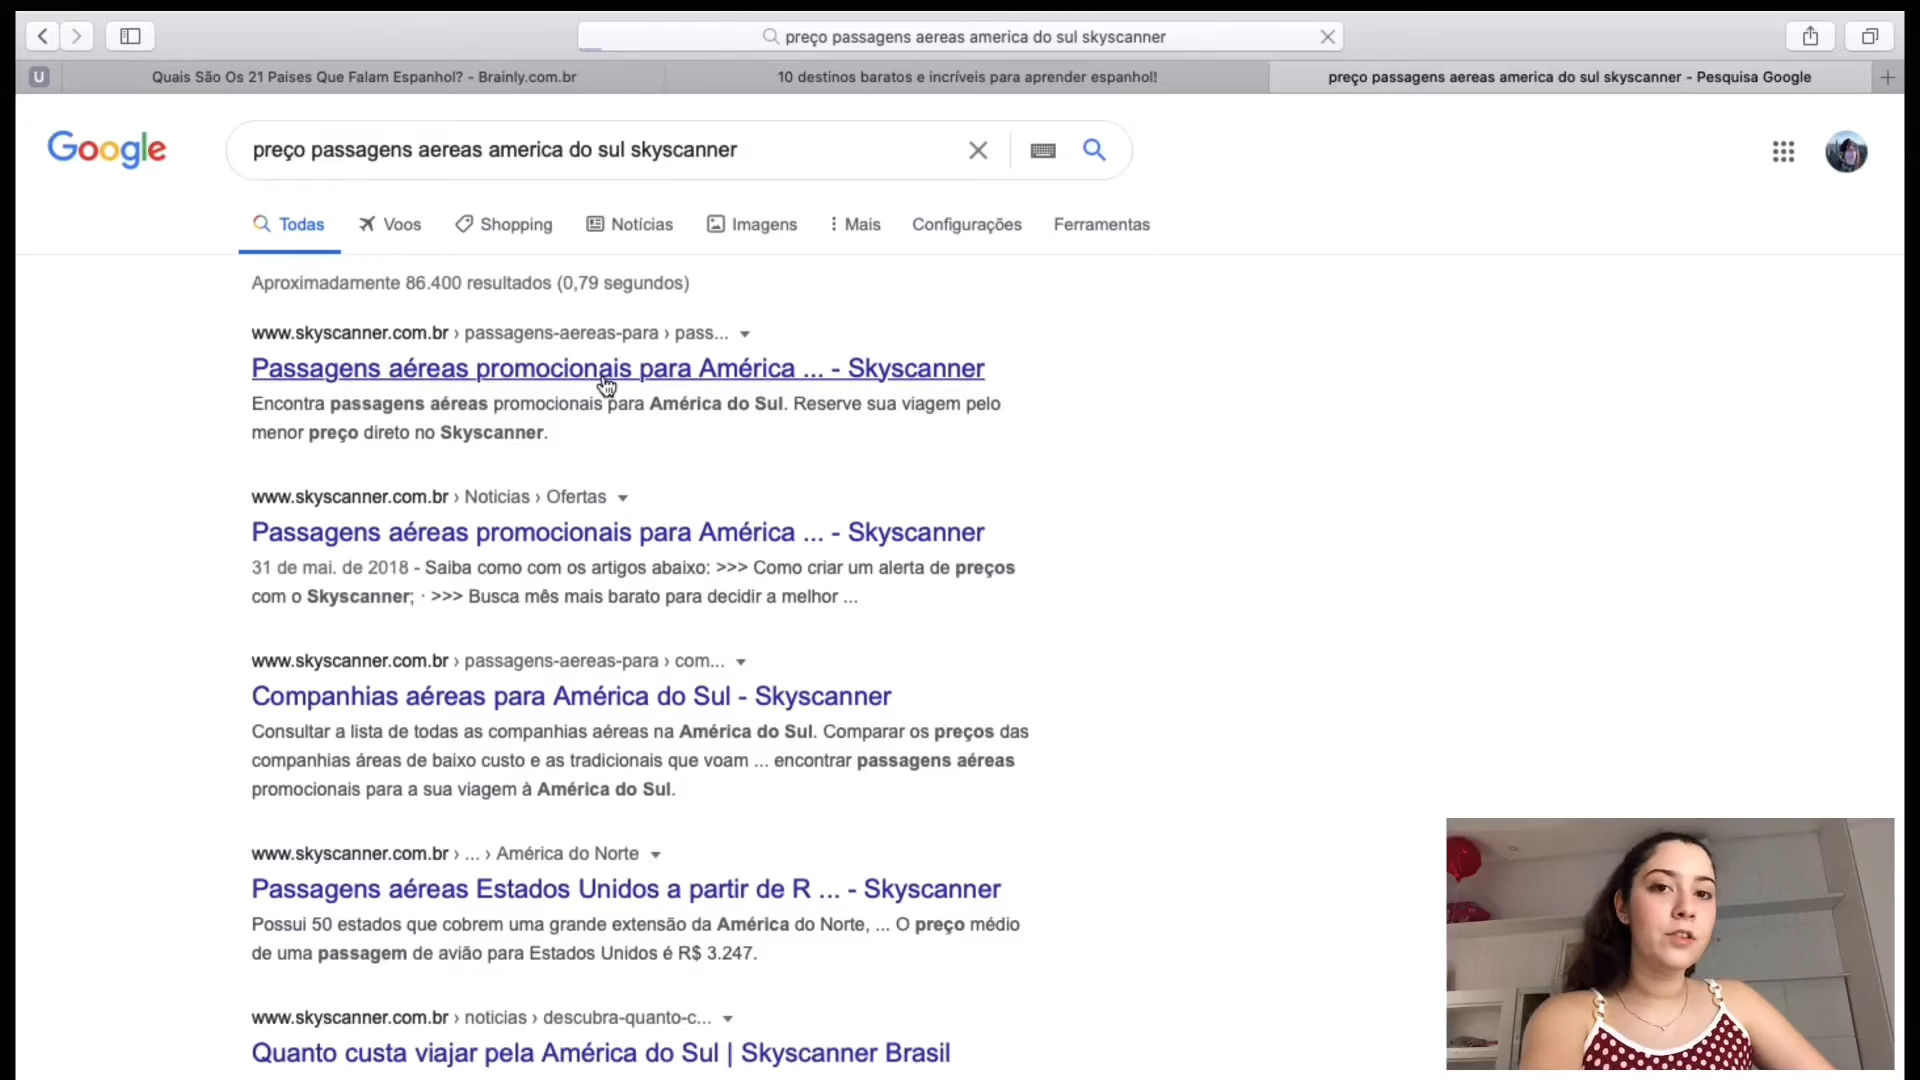 preço passagens aereas america do sul skyscanner
U
Quais São Os 21 Paises Que Falam Espanhol? - Brainly.com.br
10 destinos baratos e incríveis para aprender espanhol!
preço passagens aereas america do sul skyscanner - Pesquisa Google
Google
preço passagens aereas america do sul skyscanner
Todas
Voos
Shopping
Notícias
Imagens
Mais
Configurações
Ferramentas
Aproximadamente 86.400 resultados (0,79 segundos)
www.skyscanner.com.br › passagens-aereas-para › pass...
Passagens aéreas promocionais para América ... - Skyscanner
Encontra passagens aéreas promocionais para América do Sul. Reserve sua viagem pelo
menor preço direto no Skyscanner.
www.skyscanner.com.br › Noticias › Ofertas
Passagens aéreas promocionais para América ... - Skyscanner
31 de mai. de 2018 - Saiba como com os artigos abaixo: >>> Como criar um alerta de preços
com o Skyscanner; · >>> Busca mês mais barato para decidir a melhor ...
www.skyscanner.com.br › passagens-aereas-para › com...
Companhias aéreas para América do Sul - Skyscanner
Consultar a lista de todas as companhias aéreas na América do Sul. Comparar os preços das
companhias áreas de baixo custo e as tradicionais que voam ... encontrar passagens aéreas
promocionais para a sua viagem à América do Sul.
www.skyscanner.com.br › ... › América do Norte
Passagens aéreas Estados Unidos a partir de R ... - Skyscanner
Possui 50 estados que cobrem uma grande extensão da América do Norte, ... O preço médio
de uma passagem de avião para Estados Unidos é R$ 3.247.
www.skyscanner.com.br › noticias › descubra-quanto-c...
Quanto custa viajar pela América do Sul | Skyscanner Brasil